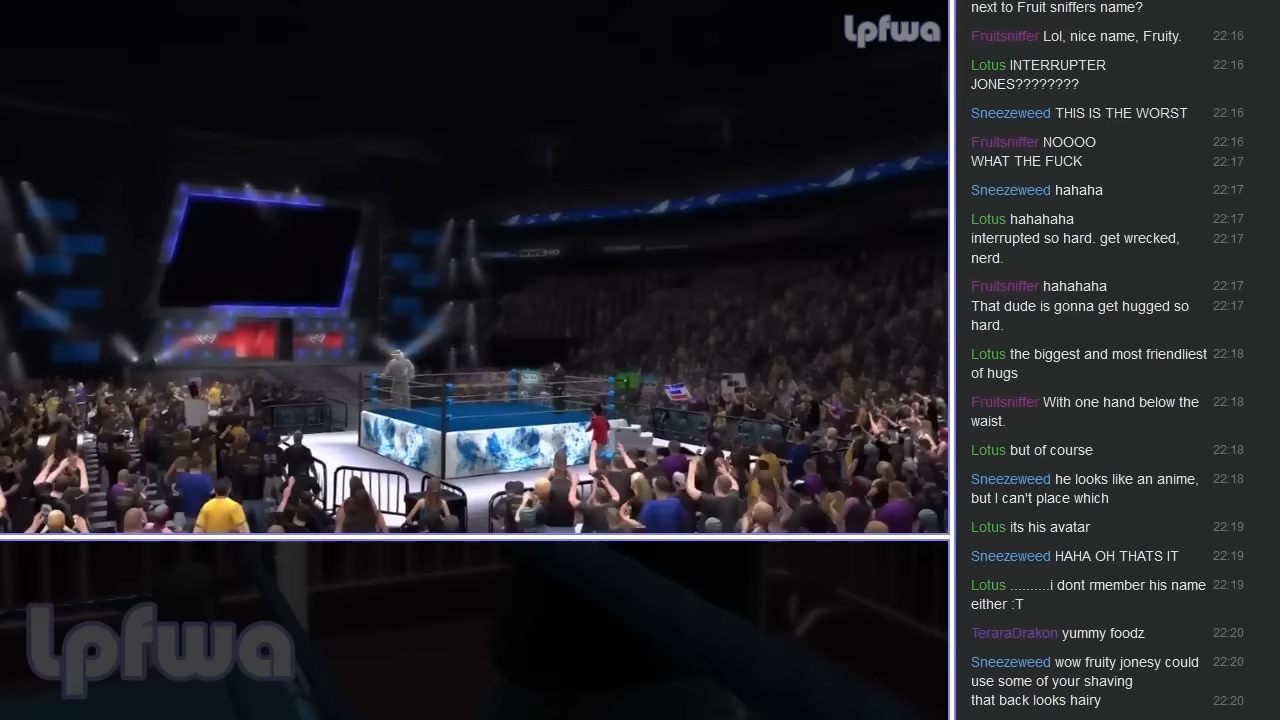 Lpfwa
Lpfwa
next to Fruit sniffers name?
Fruitsniffer Lol, nice name, Fruity. 22:16
Lotus INTERRUPTER 22:16
JONES????????
Sneezeweed THIS IS THE WORST 22:16
Fruitsniffer NOOOO 22:16
WHAT THE FUCK 22:17
Sneezeweed hahaha 22:17
Lotus hahahaha 22:17
interrupted so hard. get wrecked, 22:17
nerd.
Fruitsniffer hahahaha 22:17
That dude is gonna get hugged so 22:17
hard.
Lotus the biggest and most friendliest 22:18
of hugs
Fruitsniffer With one hand below the 22:18
waist.
Lotus but of course 22:18
Sneezeweed he looks like an anime, 22:18
but I can't place which
Lotus its his avatar 22:19
Sneezeweed HAHA OH THATS IT 22:19
Lotus ..........i dont rmember his name 22:19
either :T
TeraraDrakon yummy foodz 22:20
Sneezeweed wow fruity jonesy could 22:20
use some of your shaving
that back looks hairy 22:20